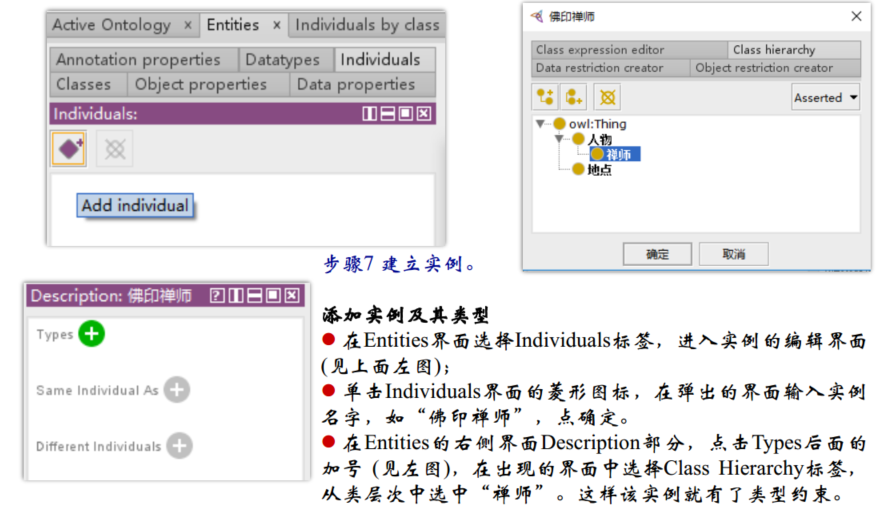 Active Ontology × Entities × Individuals by class
Annotation properties Datatypes Individuals
Classes Object properties Data properties
Individuals:
Add individual
佛印禅师
Class expression editor Class hierarchy
Data restriction creator Object restriction creator
Asserted
owl:Thing
人物
禅师
地点
确定 取消
步骤7 建立实例。
Description: 佛印禅师
Types
Same Individual As
Different Individuals
添加实例及其类型
● 在Entities界面选择Individuals标签，进入实例的编辑界面
(见上面左图)；
● 单击Individuals界面的菱形图标，在弹出的界面输入实例
名字，如“佛印禅师”，点确定。
● 在Entities的右侧界面Description部分，点击Types后面的
加号 (见左图)，在出现的界面中选择Class Hierarchy标签，
从类层次中选中“禅师”。这样该实例就有了类型约束。